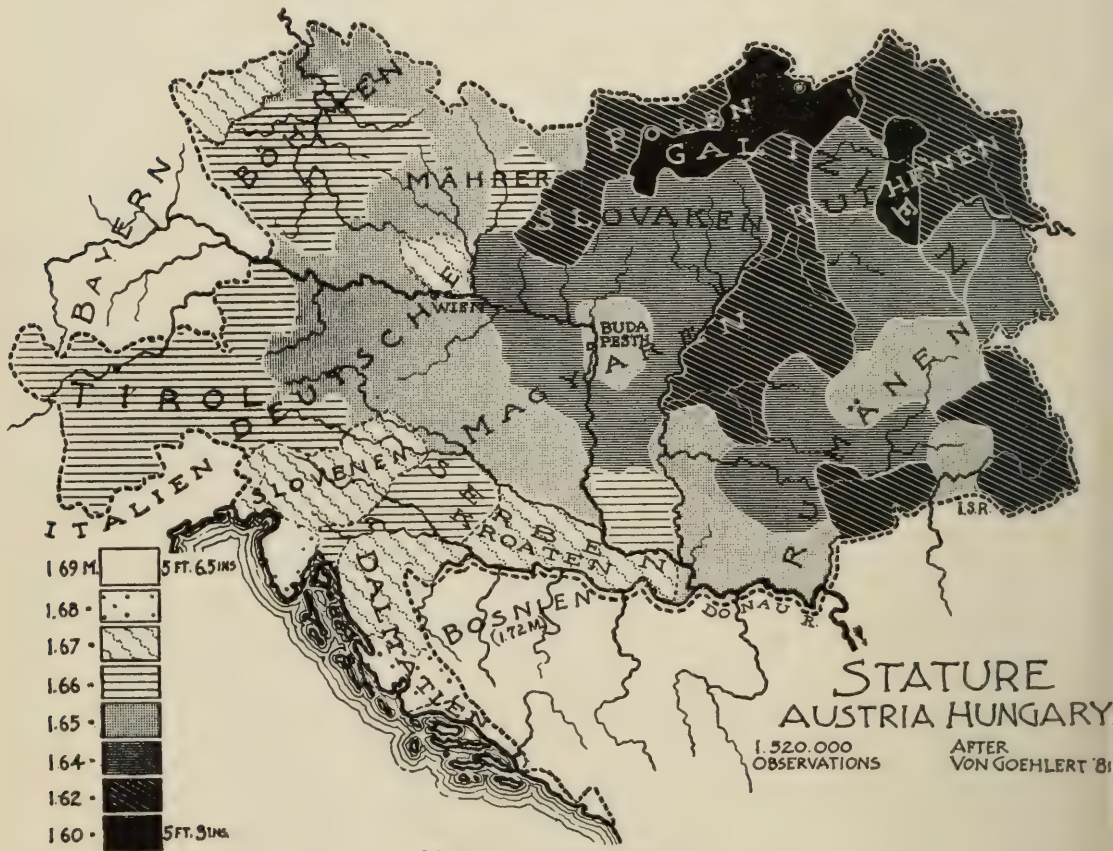 BÖHMEN
MÄHRER
POLEN
GALI
RUTHENEN
SLOVAKEN
BAYERN
WIEN
BUDA
PESTH
TIROL
DEUTSCHE
MAGYAREN
RUMÄNEN
ITALIEN
SLOVENEN
SERBEN
KROATEN
DALMATIEN
BOSNIEN
(1.72 M.)
DONAU R.
1.69 M. 5 FT. 6.5 INS
1.68 -
1.67 -
1.66 -
1.65 -
1.64 -
1.62 -
1.60 - 5 FT. 3 INS.
STATURE
AUSTRIA HUNGARY
1.520.000
OBSERVATIONS
AFTER
VON GOEHLERT '81